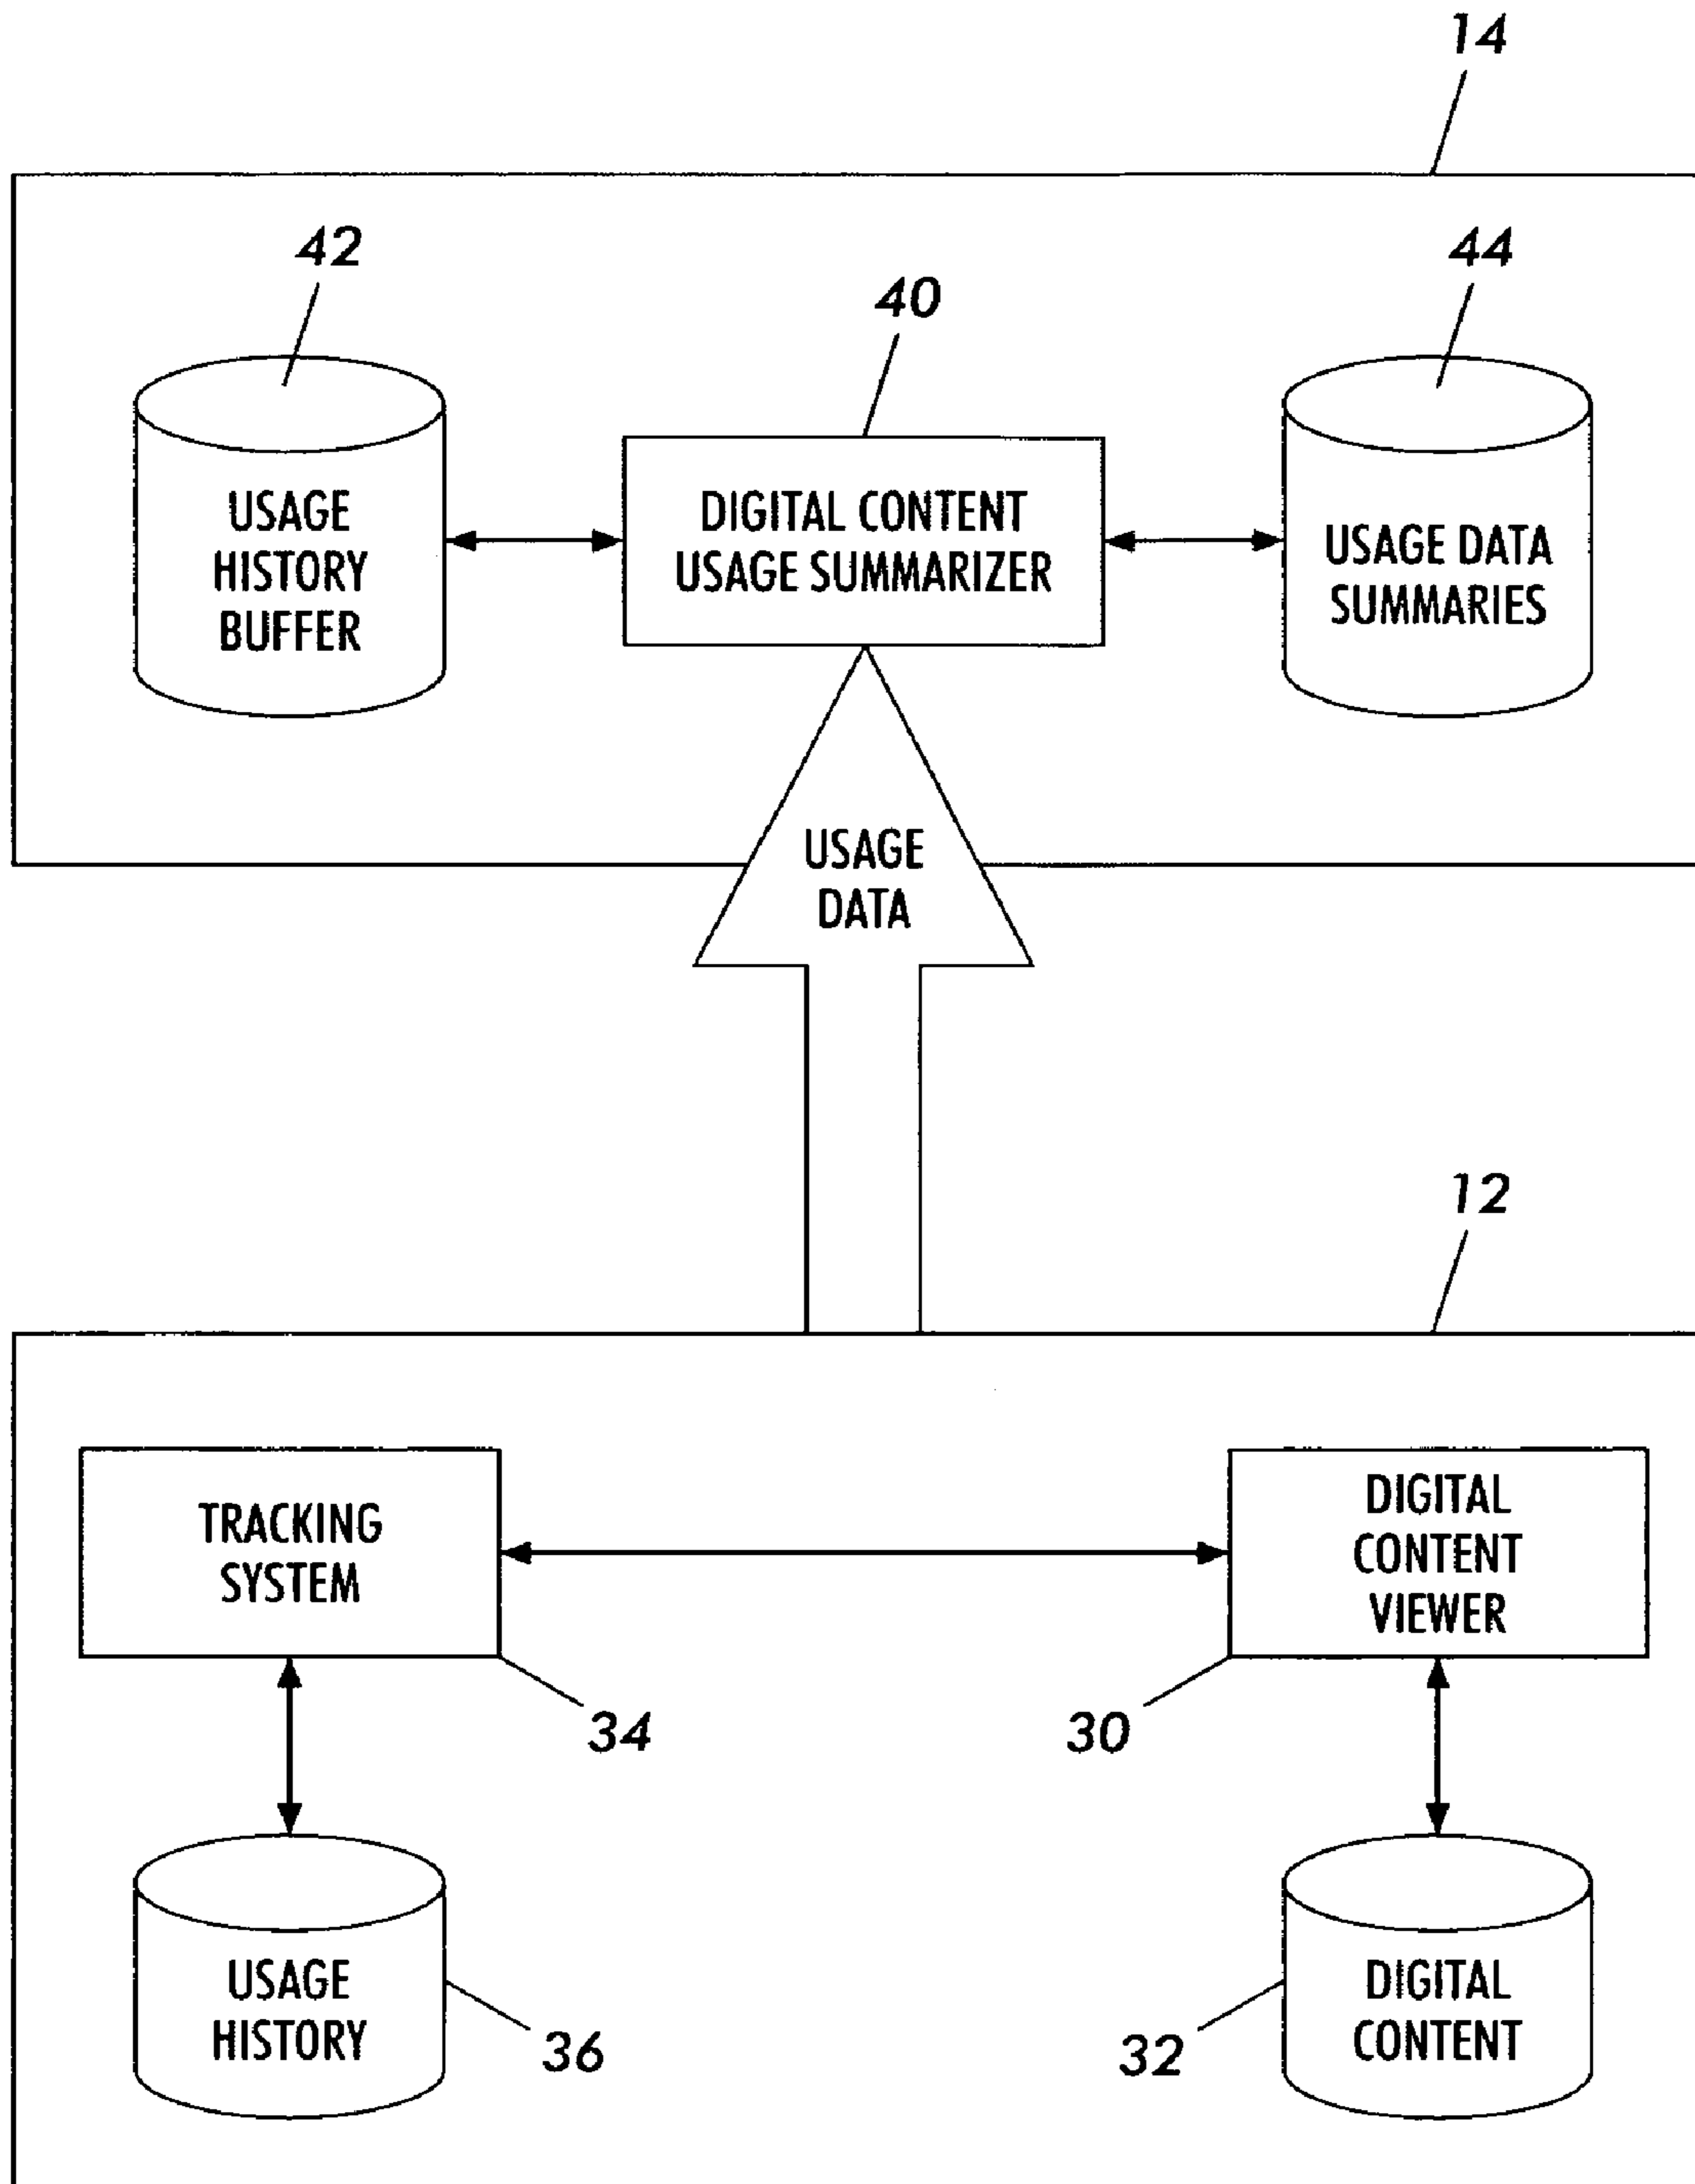 14
42
40
44
USAGE
HISTORY
BUFFER
DIGITAL CONTENT
USAGE SUMMARIZER
USAGE DATA
SUMMARIES
USAGE
DATA
12
TRACKING
SYSTEM
DIGITAL
CONTENT
VIEWER
34
30
USAGE
HISTORY
36
DIGITAL
CONTENT
32